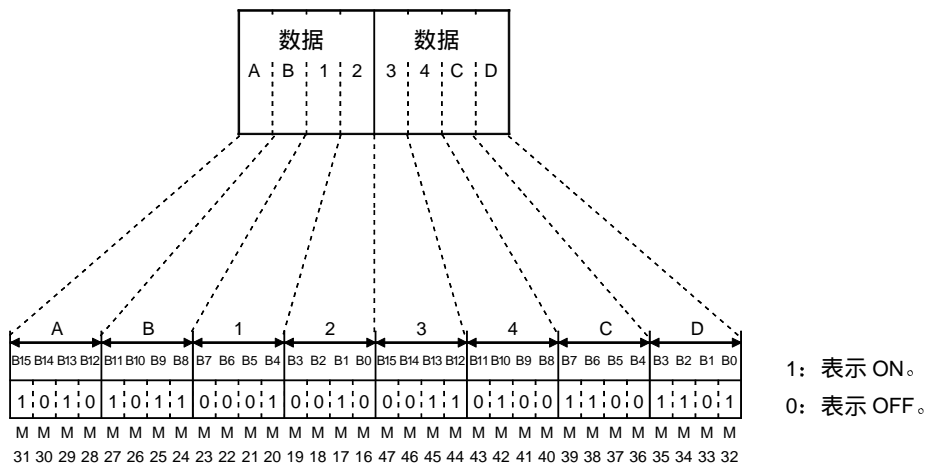 数据 数据
A B 1 2 3 4 C D
A B 1 2 3 4 C D
B15 B14 B13 B12 B11 B10 B9 B8 B7 B6 B5 B4 B3 B2 B1 B0 B15 B14 B13 B12 B11 B10 B9 B8 B7 B6 B5 B4 B3 B2 B1 B0
1：表示 ON。
1 0 1 0 1 0 1 1 0 0 0 1 0 0 1 0 0 0 1 1 0 1 0 0 1 1 0 0 1 1 0 1
0：表示 OFF。
M M M M M M M M M M M M M M M M M M M M M M M M M M M M M M M M
31 30 29 28 27 26 25 24 23 22 21 20 19 18 17 16 47 46 45 44 43 42 41 40 39 38 37 36 35 34 33 32